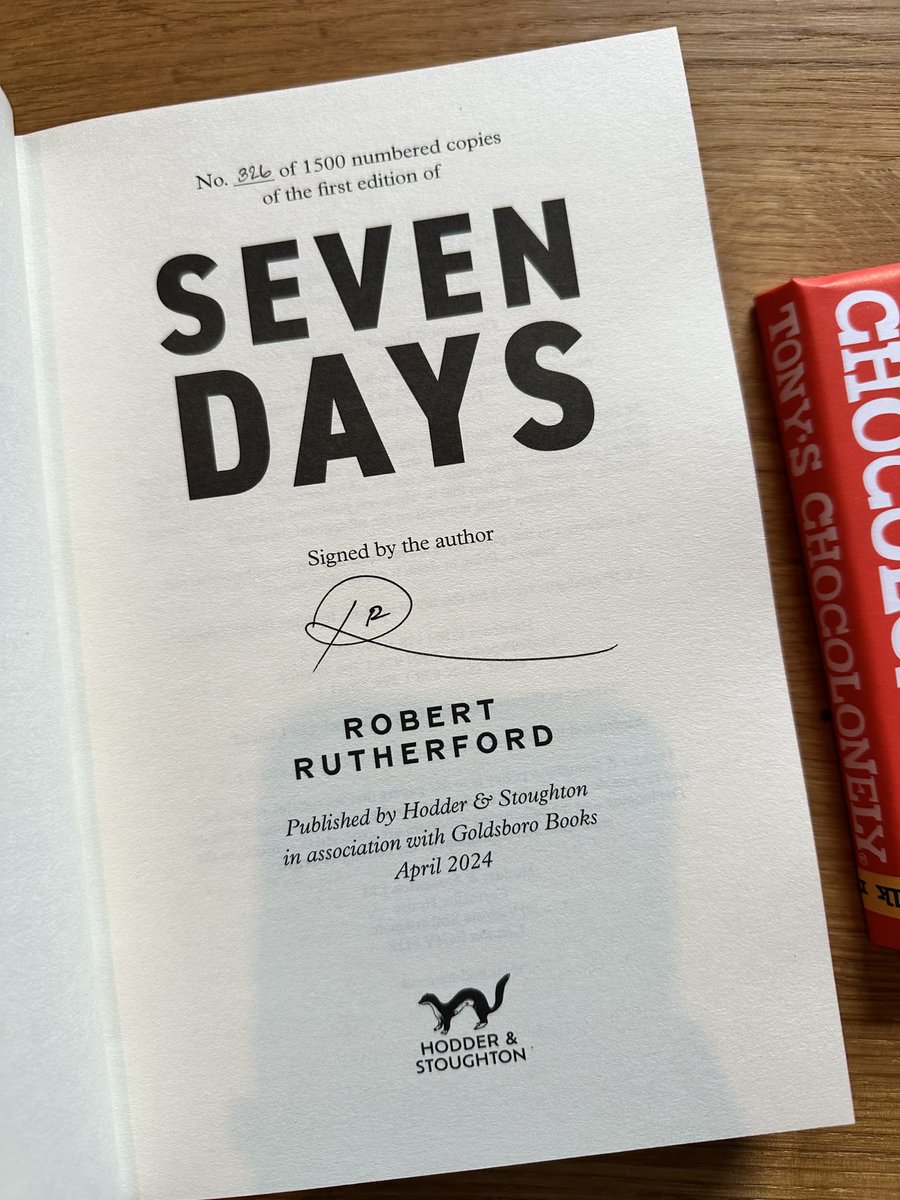 No. 326 of 1500 numbered copies
of the first edition of
SEVEN
DAYS
Signed by the author
ROBERT
RUTHERFORD
Published by Hodder & Stoughton
in association with Goldsboro Books
April 2024
HODDER &
STOUGHTON
TONY'S CHOCOLONELY®